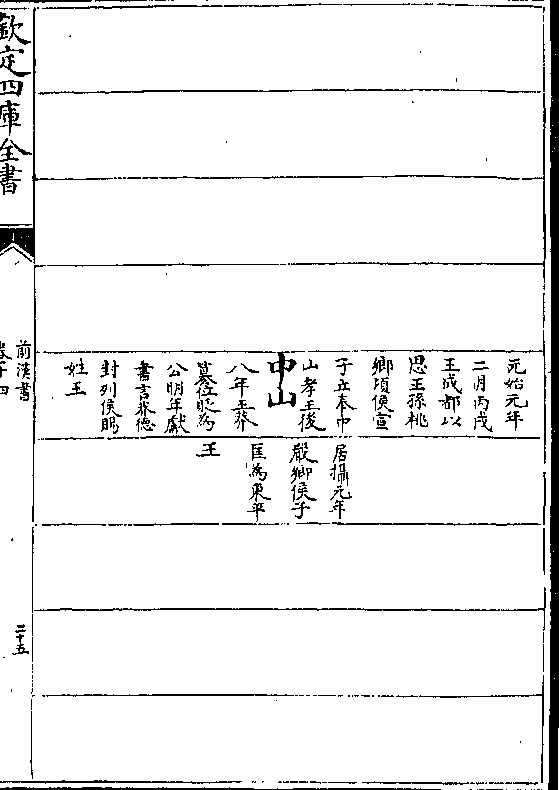 元始元年
二月丙戌
王成都以
思王孫桃
鄉頃侯宣
子立奉中
山孝王後
中山
八年王莽
簒位貶為
公明年獻
書言莽德
封列侯賜
姓王
居攝元年
嚴鄉侯子
匡為東平
王
欽定四庫全書
前漢書
卷十四
二十五